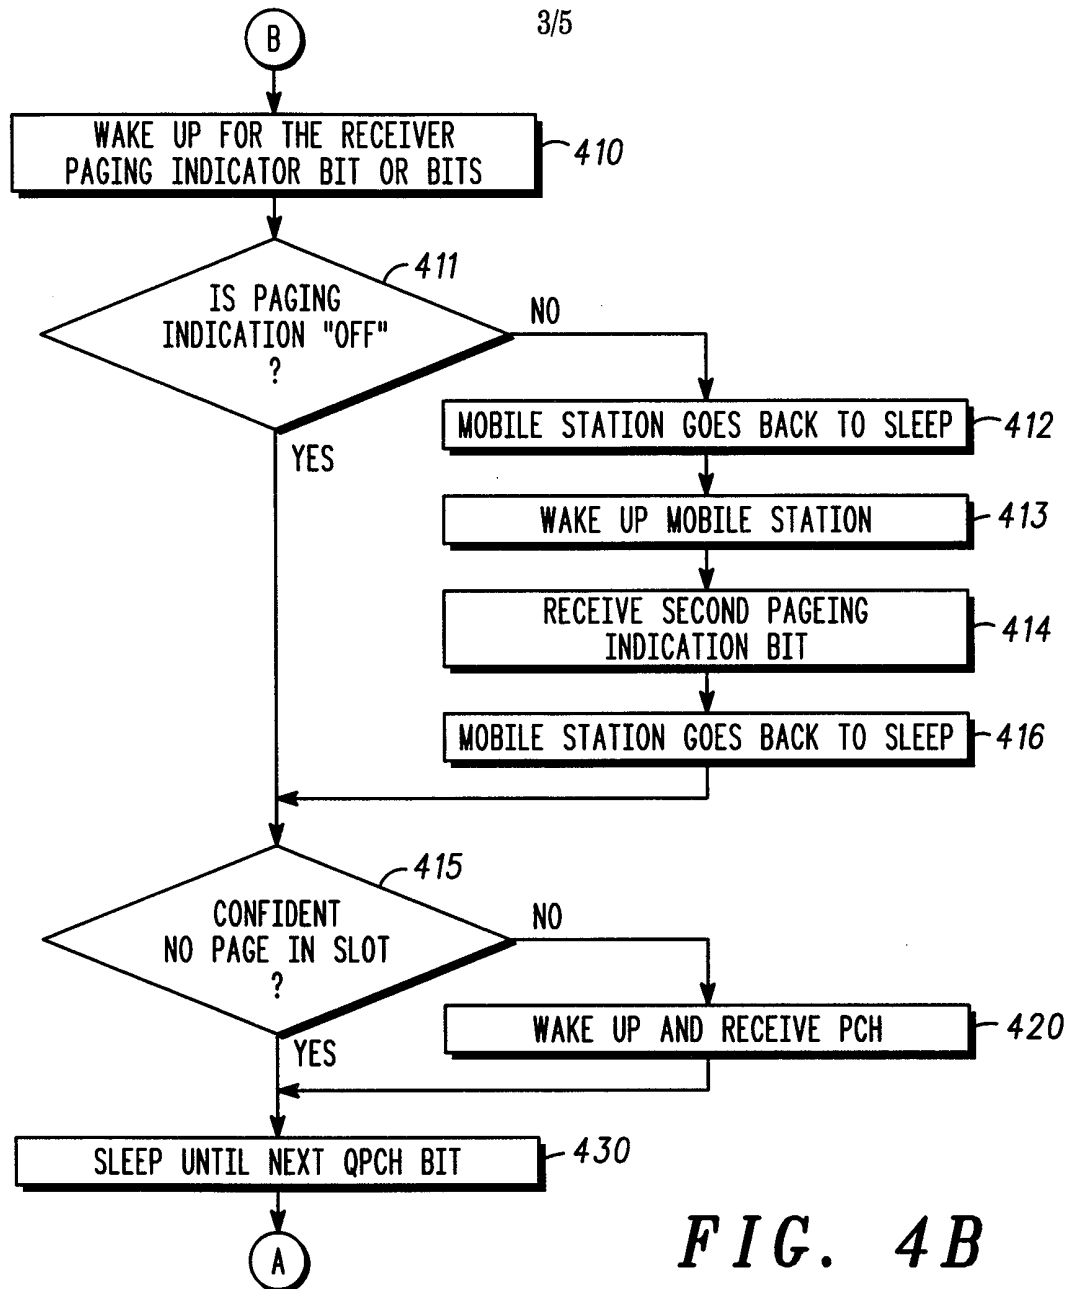 3/5
B
WAKE UP FOR THE RECEIVER
PAGING INDICATOR BIT OR BITS
410
411
IS PAGING
INDICATION "OFF"
?
NO
YES
MOBILE STATION GOES BACK TO SLEEP
412
WAKE UP MOBILE STATION
413
RECEIVE SECOND PAGEING
INDICATION BIT
414
MOBILE STATION GOES BACK TO SLEEP
416
415
CONFIDENT
NO PAGE IN SLOT
?
NO
YES
WAKE UP AND RECEIVE PCH
420
SLEEP UNTIL NEXT QPCH BIT
430
A
FIG. 4B